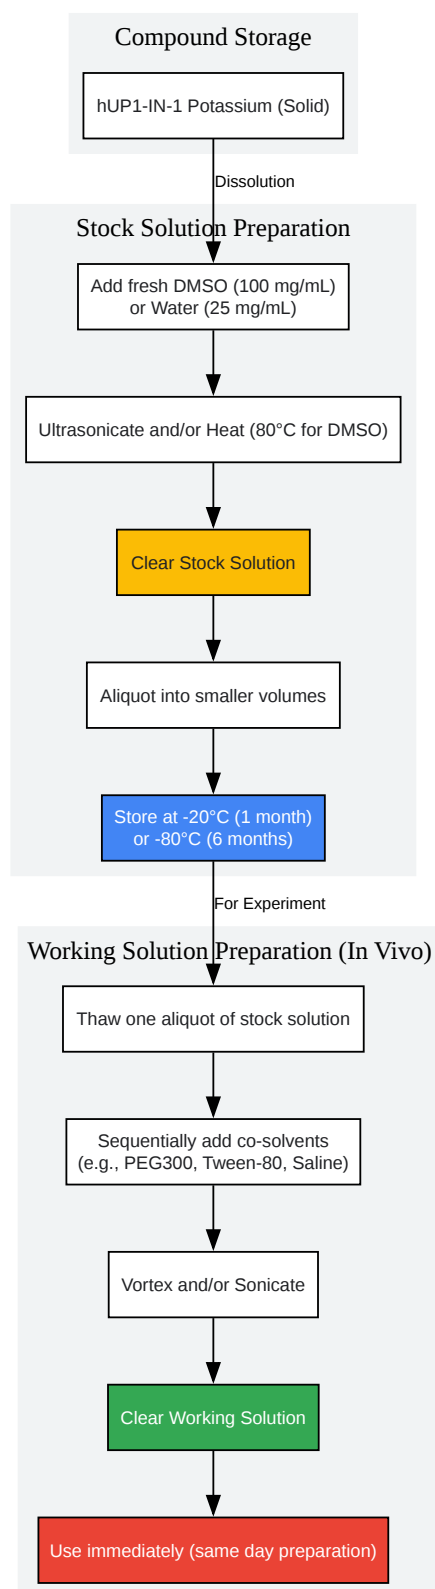 Compound Storage
hUP1-IN-1 Potassium (Solid)
Dissolution
Stock Solution Preparation
Add fresh DMSO (100 mg/mL)
or Water (25 mg/mL)
Ultrasonicate and/or Heat (80°C for DMSO)
Clear Stock Solution
Aliquot into smaller volumes
Store at -20°C (1 month)
or -80°C (6 months)
For Experiment
Working Solution Preparation (In Vivo)
Thaw one aliquot of stock solution
Sequentially add co-solvents
(e.g., PEG300, Tween-80, Saline)
Vortex and/or Sonicate
Clear Working Solution
Use immediately (same day preparation)